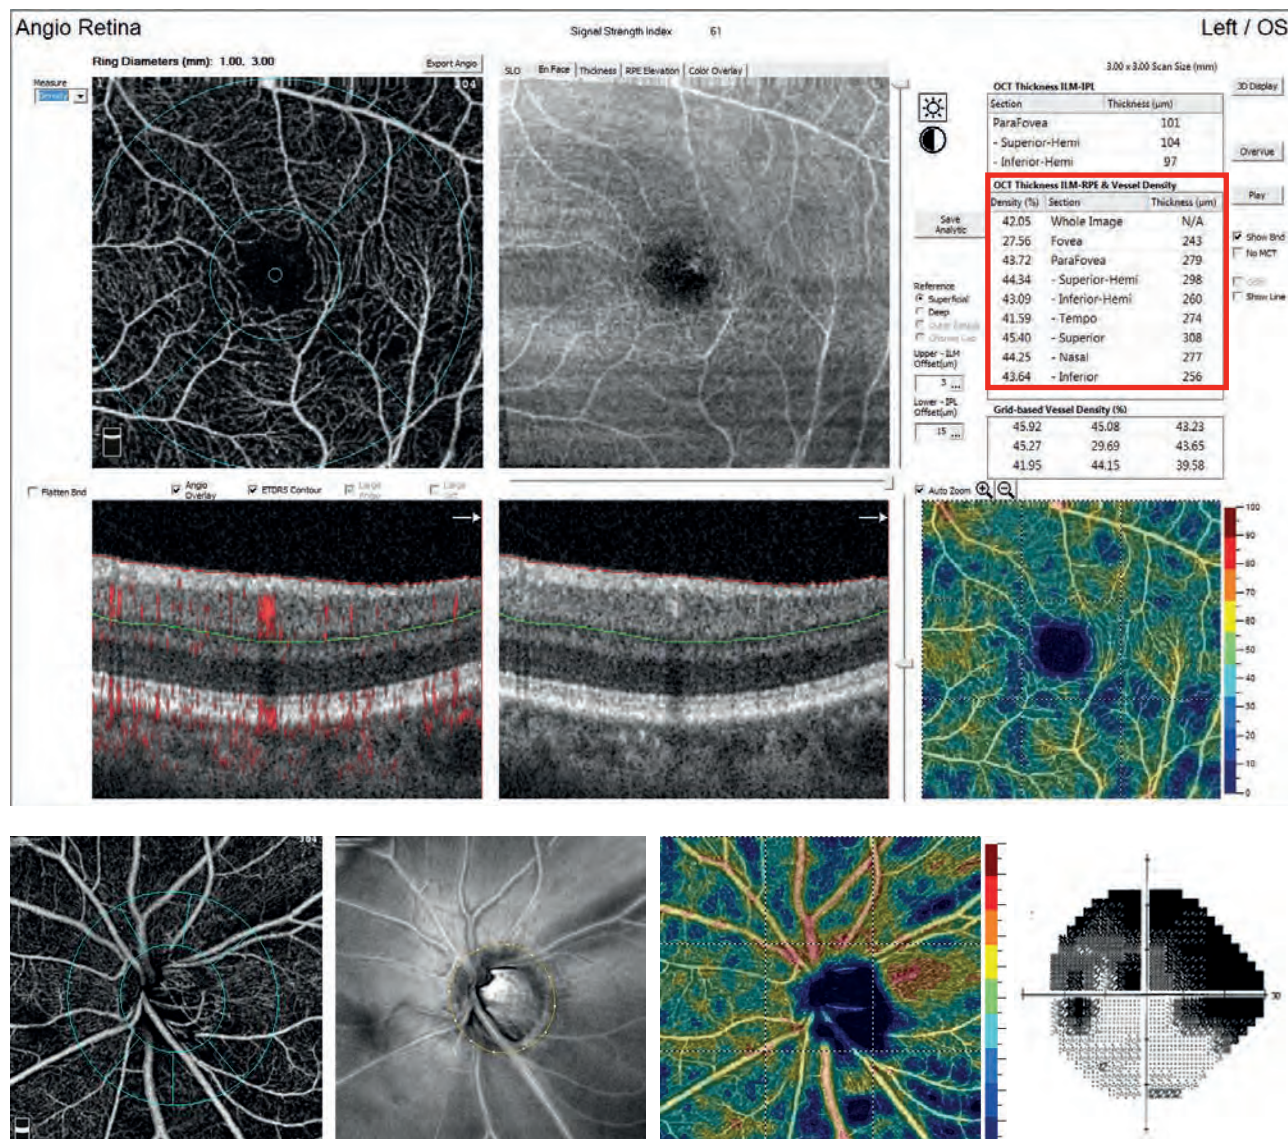 Angio Retina
Signal Strength Index 61
Left / OS
Ring Diameters (mm): 1.00, 3.00
Export Angio
Measure
Density
304
SLO En Face Thickness RPE Elevation Color Overlay
3.00 x 3.00 Scan Size (mm)
3D Display
OCT Thickness ILM-IPL
Section Thickness (μm)
ParaFovea 101
- Superior-Hemi 104
- Inferior-Hemi 97
Overvue
OCT Thickness ILM-RPE & Vessel Density
Density (%) Section Thickness (μm)
42.05 Whole Image N/A
27.56 Fovea 243
43.72 ParaFovea 279
44.34 - Superior-Hemi 298
43.09 - Inferior-Hemi 260
41.59 - Tempo 274
45.40 - Superior 308
44.25 - Nasal 277
43.64 - Inferior 256
Play
Save
Analytic
Show Bnd
No MCT
Show Line
Reference
Superficial
Deep
Upper - ILM
Offset(um)
3 ...
Lower - IPL
Offset(um)
15 ...
Grid-based Vessel Density (%)
45.92 45.08 43.23
45.27 29.69 43.65
41.95 44.15 39.58
Flatten Bnd
Angio
Overlay
ETDRS Contour
Auto Zoom
100
90
80
70
60
50
40
30
20
10
0
304
30